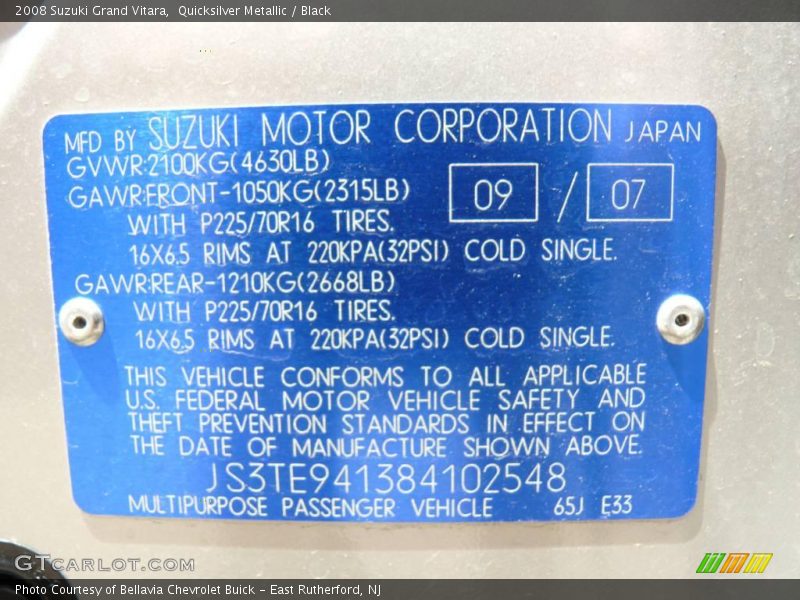 2008 Suzuki Grand Vitara,  Quicksilver Metallic / Black
MFD BY SUZUKI MOTOR CORPORATION JAPAN
GVWR:2100KG(4630LB)
GAWR:FRONT-1050KG(2315LB) 09 / 07
WITH P225/70R16 TIRES.
16X6.5 RIMS AT 220KPA(32PSI) COLD SINGLE.
GAWR:REAR-1210KG(2668LB)
WITH P225/70R16 TIRES.
16X6.5 RIMS AT 220KPA(32PSI) COLD SINGLE.
THIS VEHICLE CONFORMS TO ALL APPLICABLE
U.S. FEDERAL MOTOR VEHICLE SAFETY AND
THEFT PREVENTION STANDARDS IN EFFECT ON
THE DATE OF MANUFACTURE SHOWN ABOVE.
JS3TE941384102548
MULTIPURPOSE PASSENGER VEHICLE 65J E33
GTCARLOT.COM
Photo Courtesy of Bellavia Chevrolet Buick – East Rutherford, NJ